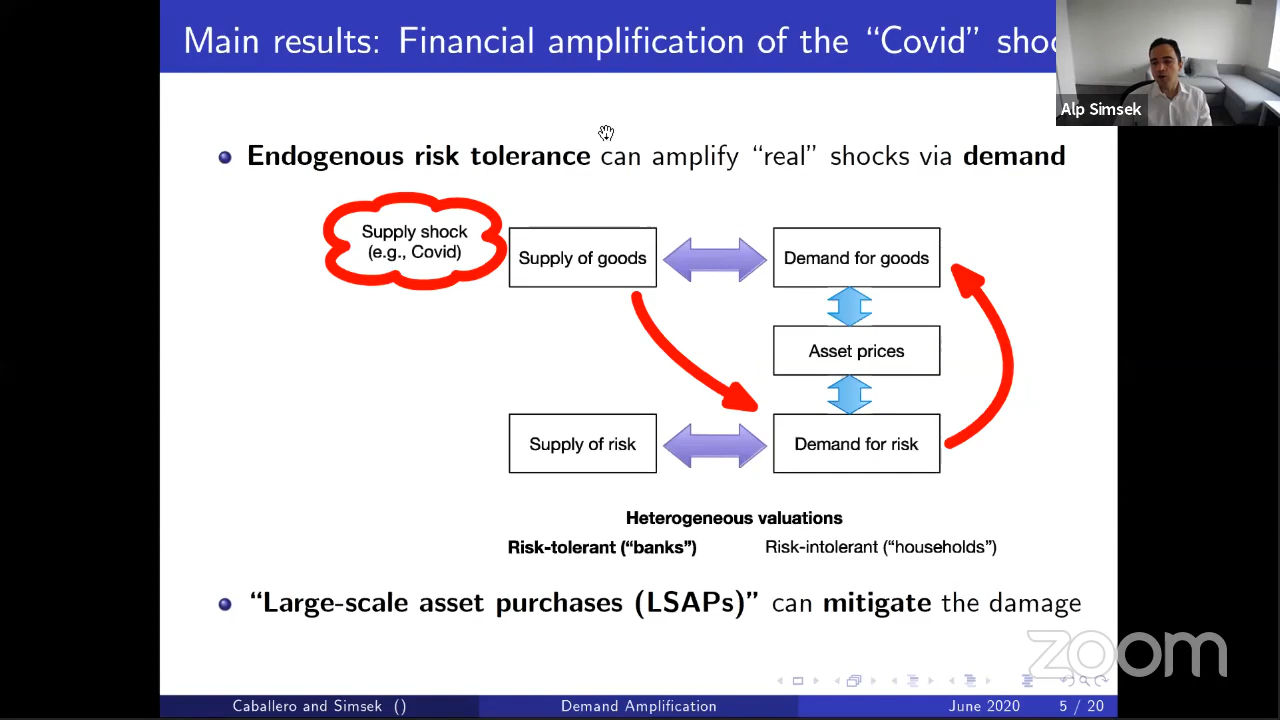 Main results: Financial amplification of the “Covid”
Alp Simsek
Endogenous risk tolerance can amplify “real” shocks via demand
Supply shock
(e.g., Covid)
Supply of goods
Demand for goods
Asset prices
Supply of risk
Demand for risk
Heterogeneous valuations
Risk-tolerant (“banks”)
Risk-intolerant (“households”)
“Large-scale asset purchases (LSAPs)” can mitigate the damage
zoom
Caballero and Simsek ()
Demand Amplification
June 2020
5 / 20